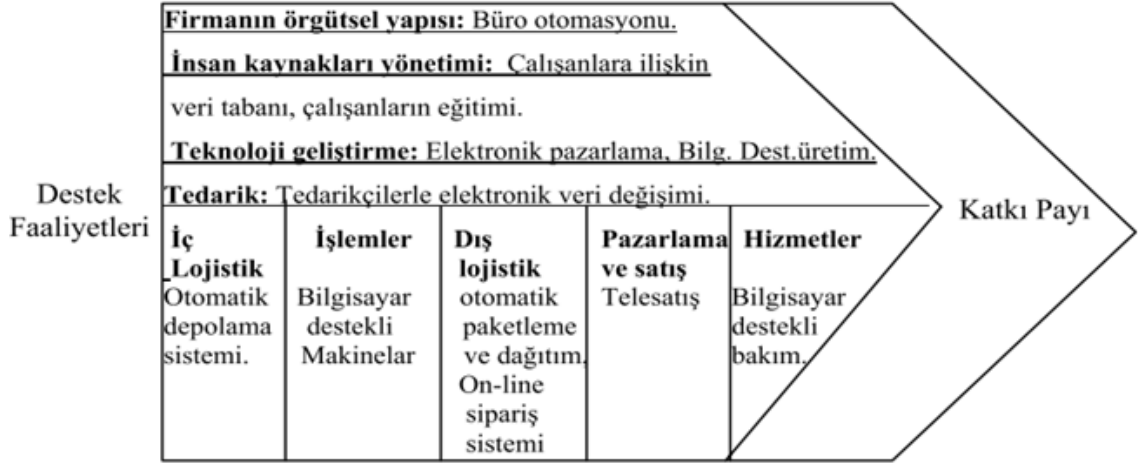 Firmanın örgütsel yapısı: Büro otomasyonu.
İnsan kaynakları yönetimi: Çalışanlara ilişkin
veri tabanı, çalışanların eğitimi.
Teknoloji geliştirme: Elektronik pazarlama, Bilg. Dest.üretim.
Tedarik: Tedarikçilerle elektronik veri değişimi.
Destek
Faaliyetleri
İç
Lojistik
Otomatik
depolama
sistemi.
İşlemler
Bilgisayar
destekli
Makinelar
Dış
lojistik
otomatik
paketleme
ve dağıtım,
On-line
sipariş
sistemi
Pazarlama
ve satış
Telesatış
Hizmetler
Bilgisayar
destekli
bakım.
Katkı Payı